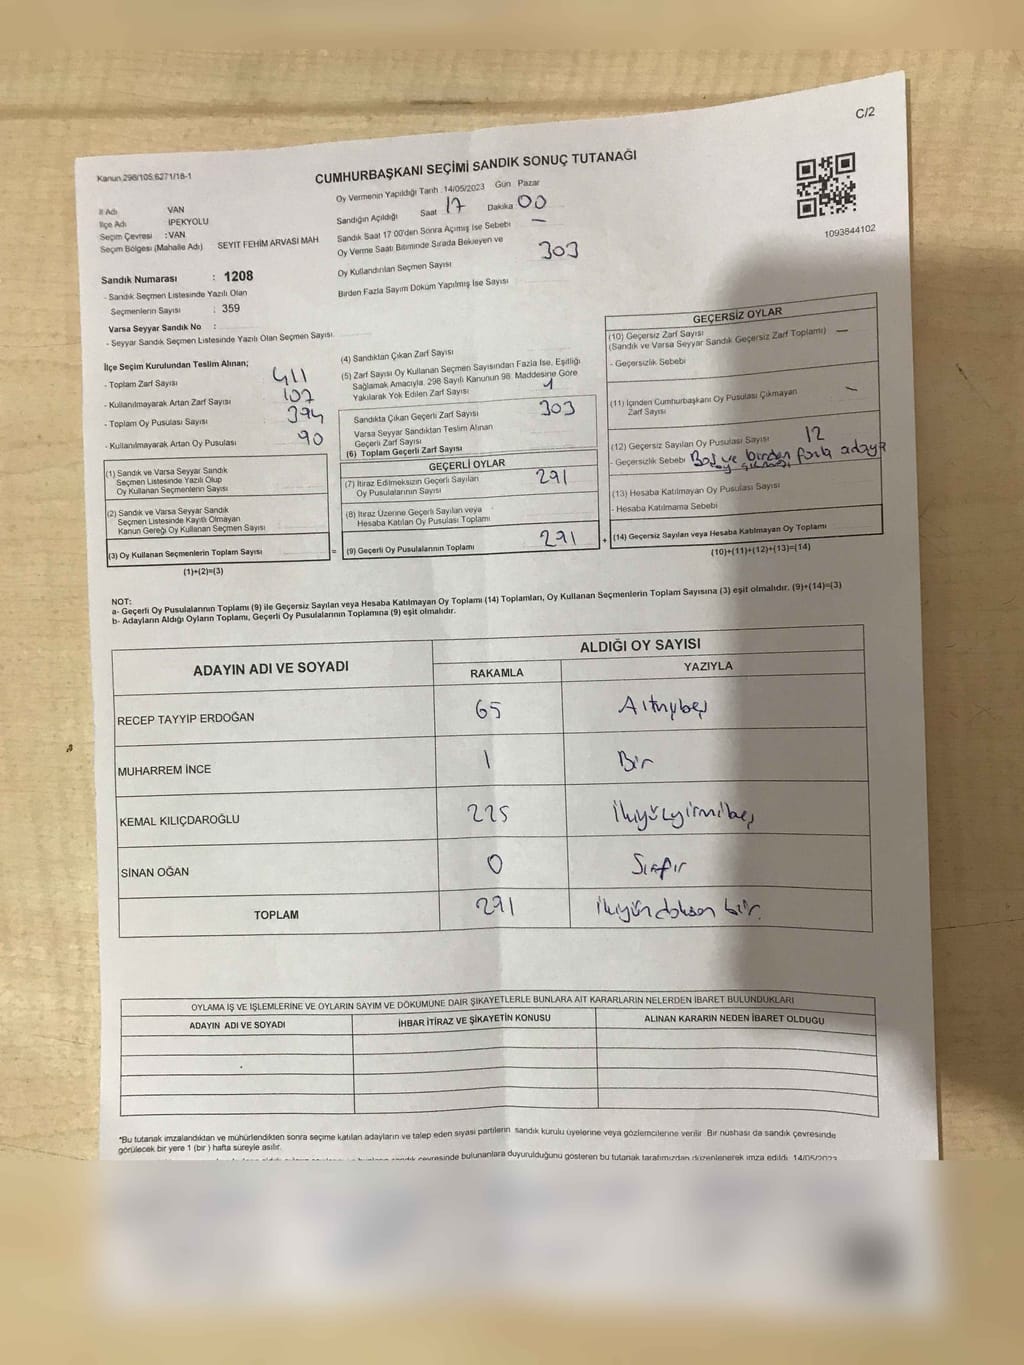 C/2
Kanun 298/105,6271/18-1
CUMHURBAŞKANI SEÇİMİ SANDIK SONUÇ TUTANAĞI
1093844102
İl Adı VAN
İlçe Adı İPEKYOLU
Seçim Çevresi :VAN
Seçim Bölgesi (Mahalle Adı) SEYİT FEHİM ARVASİ MAH
Sandık Numarası : 1208
- Sandık Seçmen Listesinde Yazılı Olan
Seçmenlerin Sayısı : 359
Varsa Seyyar Sandık No :
- Seyyar Sandık Seçmen Listesinde Yazılı Olan Seçmen Sayısı
Oy Vermenin Yapıldığı Tarih 14/05/2023 Gün Pazar
Sandığın Açıldığı Saat 17 Dakika 00
Sandık Saat 17 00'den Sonra Açımış İse Sebebi —
Oy Verme Saati Bitiminde Sırada Bekleyen ve
Oy Kullandırılan Seçmen Sayısı 303
Birden Fazla Sayım Döküm Yapılmış İse Sayısı
İlçe Seçim Kurulundan Teslim Alınan;
- Toplam Zarf Sayısı 411
- Kullanılmayarak Artan Zarf Sayısı 107
- Toplam Oy Pusulası Sayısı 394
- Kullanılmayarak Artan Oy Pusulası 90
(1) Sandık ve Varsa Seyyar Sandık
Seçmen Listesinde Yazılı Olup
Oy Kullanan Seçmenlerin Sayısı
(2) Sandık ve Varsa Seyyar Sandık
Seçmen Listesinde Kayıtlı Olmayan
Kanun Gereği Oy Kullanan Seçmen Sayısı
(3) Oy Kullanan Seçmenlerin Toplam Sayısı
(1)+(2)=(3)
(4) Sandıktan Çıkan Zarf Sayısı
(5) Zarf Sayısı Oy Kullanan Seçmen Sayısından Fazla İse, Eşitliği
Sağlamak Amacıyla, 298 Sayılı Kanunun 98. Maddesine Göre
Yakılarak Yok Edilen Zarf Sayısı 1
Sandıkta Çıkan Geçerli Zarf Sayısı 303
Varsa Seyyar Sandıktan Teslim Alınan
Geçerli Zarf Sayısı
(6) Toplam Geçerli Zarf Sayısı
GEÇERLİ OYLAR
(7) İtiraz Edilmeksizin Geçerli Sayılan
Oy Pusulasının Sayısı 291
(8) İtiraz Üzerine Geçerli Sayılan veya
Hesaba Katılan Oy Pusulası Toplamı
= (9) Geçerli Oy Pusulalarının Toplamı 291
GEÇERSİZ OYLAR
(10) Geçersiz Zarf Sayısı
(Sandık ve Varsa Seyyar Sandık Geçersiz Zarf Toplamı) —
- Geçersizlik Sebebi
(11) İçinden Cumhurbaşkanı Oy Pusulası Çıkmayan —
Zarf Sayısı
(12) Geçersiz Sayılan Oy Pusulası Sayısı 12
- Geçersizlik Sebebi Boş ve birden fazla adaya
(13) Hesaba Katılmayan Oy Pusulası Sayısı
- Hesaba Katılmama Sebebi
+ (14) Geçersiz Sayılan veya Hesaba Katılmayan Oy Toplamı
(10)+(11)+(12)+(13)=(14)
NOT:
a- Geçerli Oy Pusulalarının Toplamı (9) ile Geçersiz Sayılan veya Hesaba Katılmayan Oy Toplamı (14) Toplamları, Oy Kullanan Seçmenlerin Toplam Sayısına (3) eşit olmalıdır. (9)+(14)=(3)
b- Adayların Aldığı Oyların Toplamı, Geçerli Oy Pusulalarının Toplamına (9) eşit olmalıdır.
ADAYIN ADI VE SOYADI ALDIĞI OY SAYISI
RAKAMLA YAZIYLA
RECEP TAYYİP ERDOĞAN 65 Altmışbeş
MUHARREM İNCE 1 Bir
KEMAL KILIÇDAROĞLU 225 İkiyüzyirmibeş
SİNAN OĞAN 0 Sıfır
TOPLAM 291 İkiyüzdoksan bir
OYLAMA İŞ VE İŞLEMLERİNE VE OYLARIN SAYIM VE DÖKÜMÜNE DAİR ŞİKAYETLERLE BUNLARA AİT KARARLARIN NELERDEN İBARET BULUNDUKLARI
ADAYIN ADI VE SOYADI İHBAR İTİRAZ VE ŞİKAYETİN KONUSU ALINAN KARARIN NEDEN İBARET OLDUĞU
*Bu tutanak imzalandıktan ve mühürlendikten sonra seçime katılan adayların ve talep eden siyasi partilerin sandık kurulu üyelerine veya gözlemcilerine verilir Bir nüshası da sandık çevresinde
görülecek bir yere 1 (bir) hafta süreyle asılır.
çevresinde bulunanlara duyurulduğunu gösteren bu tutanak tarafımızdan düzenlenerek imza edildi 14/05/2023